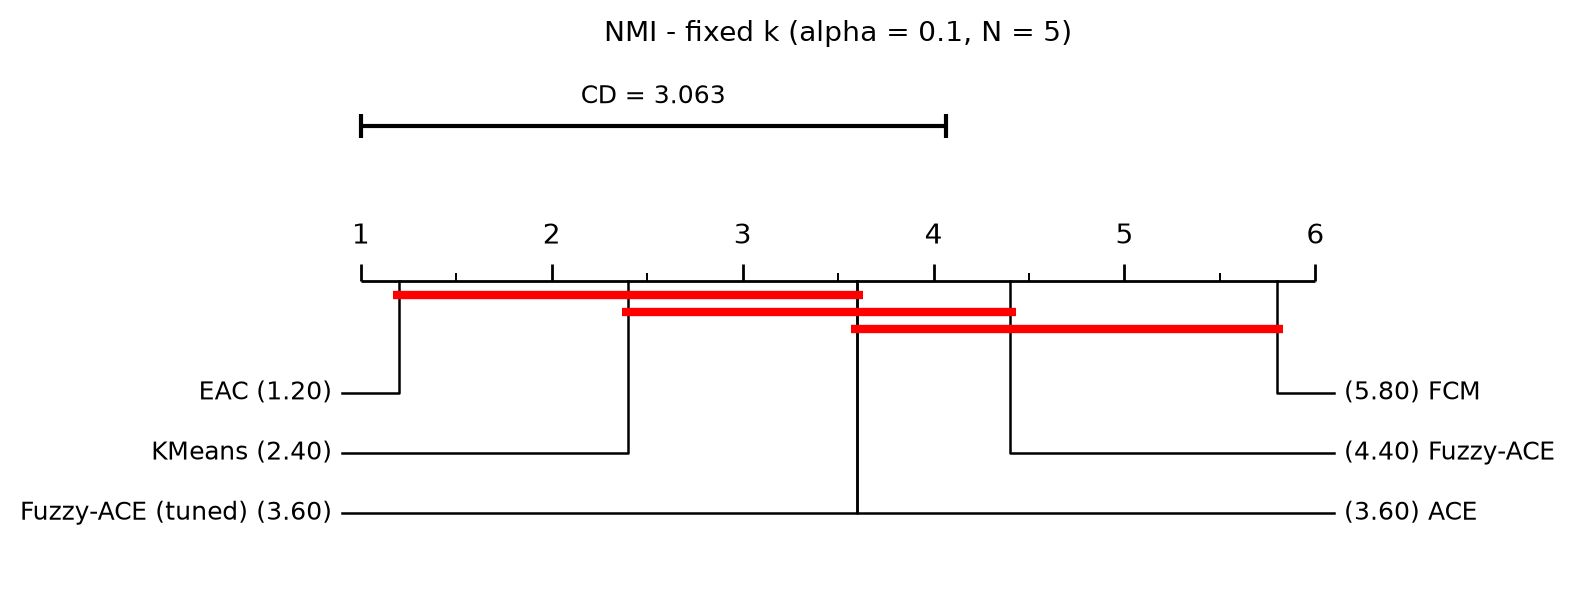 NMI - fixed k (alpha = 0.1, N = 5)
CD = 3.063
1 2 3 4 5 6
EAC (1.20) (5.80) FCM
KMeans (2.40) (4.40) Fuzzy-ACE
Fuzzy-ACE (tuned) (3.60) (3.60) ACE